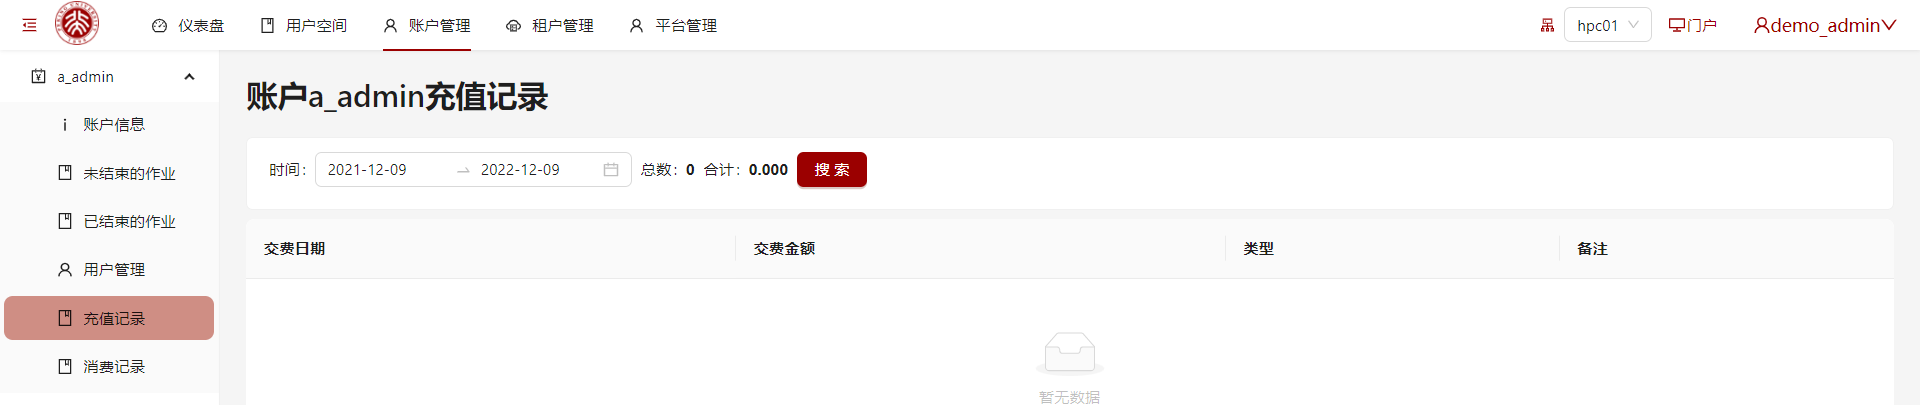 仪表盘 用户空间 账户管理 租户管理 平台管理 hpc01 门户 demo_admin
a_admin
账户信息
未结束的作业
已结束的作业
用户管理
充值记录
消费记录
账户a_admin充值记录
时间: 2021-12-09 → 2022-12-09 总数: 0 合计: 0.000 搜 索
交费日期 交费金额 类型 备注
暂无数据